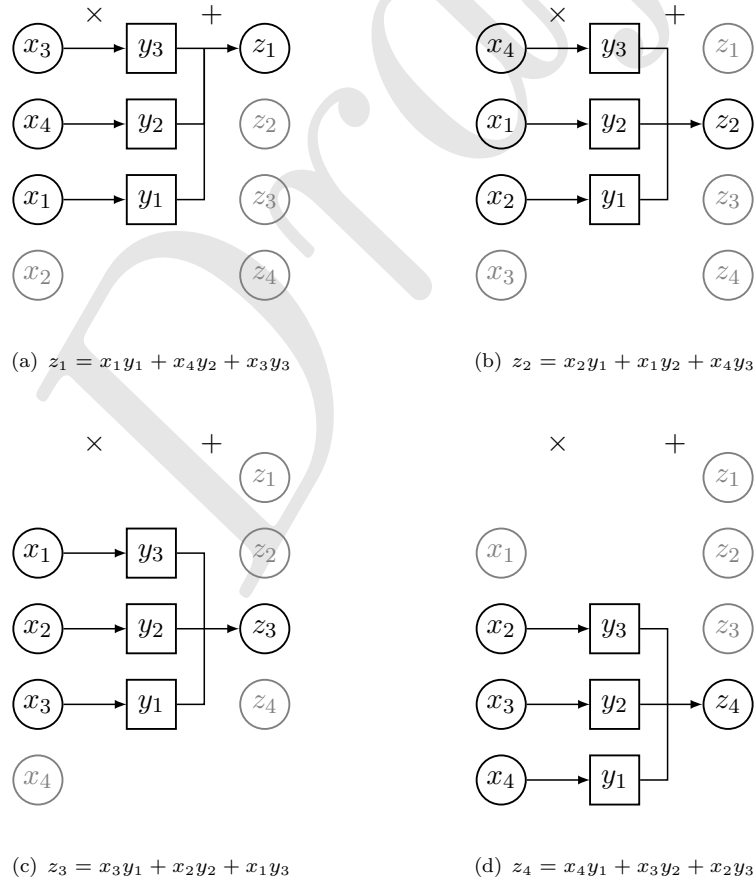 × +
x₃ y₃ z₁
x₄ y₂ z₂
x₁ y₁ z₃
x₂ z₄
(a) z₁ = x₁y₁ + x₄y₂ + x₃y₃
× +
x₄ y₃ z₁
x₁ y₂ z₂
x₂ y₁ z₃
x₃ z₄
(b) z₂ = x₂y₁ + x₁y₂ + x₄y₃
× +
z₁
x₁ y₃ z₂
x₂ y₂ z₃
x₃ y₁ z₄
x₄
(c) z₃ = x₃y₁ + x₂y₂ + x₁y₃
× +
z₁
x₁ z₂
x₂ y₃ z₃
x₃ y₂ z₄
x₄ y₁
(d) z₄ = x₄y₁ + x₃y₂ + x₂y₃